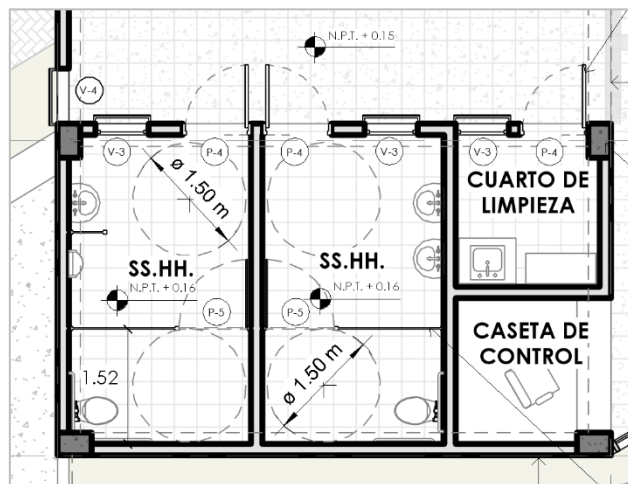 N.P.T. + 0.15
V-4
V-3
P-4
P-4
V-3
V-3
P-4
ø 1.50 m
CUARTO DE
LIMPIEZA
SS.HH.
N.P.T. + 0.16
SS.HH.
N.P.T. + 0.16
P-5
P-5
CASETA DE
CONTROL
1.52
ø 1.50 m